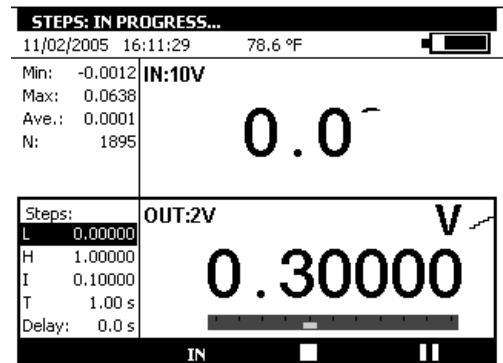 STEPS: IN PROGRESS...
11/02/2005 16:11:29 78.6 °F
Min: -0.0012
Max: 0.0638
Ave.: 0.0001
N: 1895
IN:10V
0.0
Steps:
L 0.00000
H 1.00000
I 0.10000
T 1.00 s
Delay: 0.0 s
OUT:2V
V
0.30000
IN